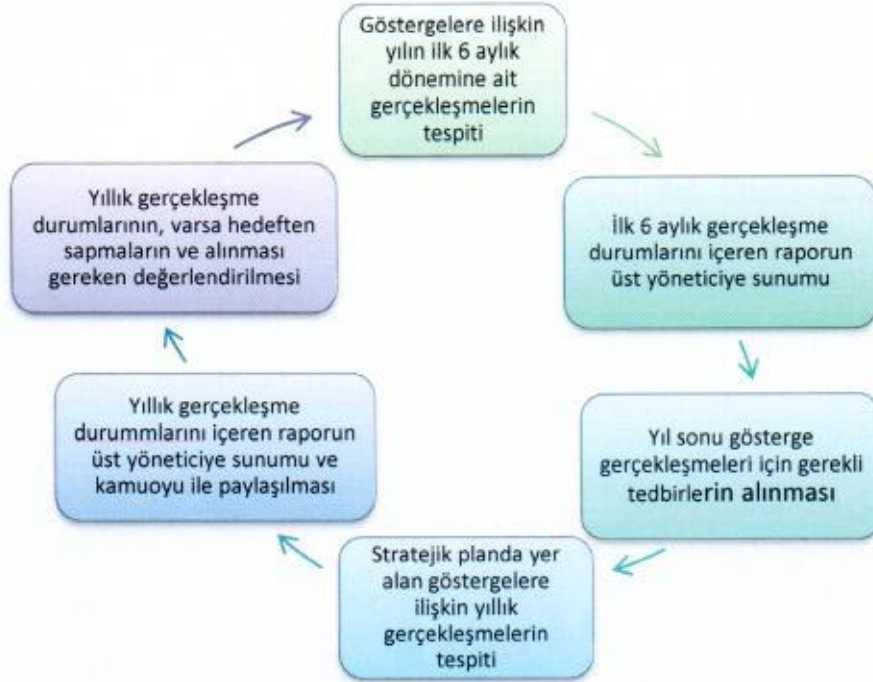 Göstergelere ilişkin
yılın ilk 6 aylık
dönemine ait
gerçekleşmelerin
tespiti
İlk 6 aylık gerçekleşme
durumlarını içeren raporun
üst yöneticiye sunumu
Yıl sonu gösterge
gerçekleşmeleri için gerekli
tedbirlerin alınması
Stratejik planda yer
alan göstergelere
ilişkin yıllık
gerçekleşmelerin
tespiti
Yıllık gerçekleşme
durummlarını içeren raporun
üst yöneticiye sunumu ve
kamuoyu ile paylaşılması
Yıllık gerçekleşme
durumlarının, varsa hedeften
sapmaların ve alınması
gereken değerlendirilmesi